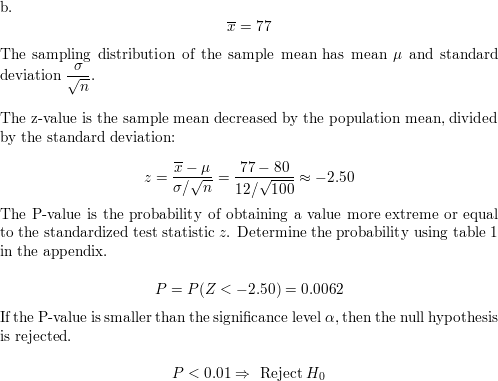 b.
x̄ = 77
The sampling distribution of the sample mean has mean μ and standard
deviation σ/√n.
The z-value is the sample mean decreased by the population mean, divided
by the standard deviation:
z = (x̄ − μ)/(σ/√n) = (77 − 80)/(12/√100) ≈ −2.50
The P-value is the probability of obtaining a value more extreme or equal
to the standardized test statistic z. Determine the probability using table 1
in the appendix.
P = P(Z < −2.50) = 0.0062
If the P-value is smaller than the significance level α, then the null hypothesis
is rejected.
P < 0.01 ⇒ Reject H₀